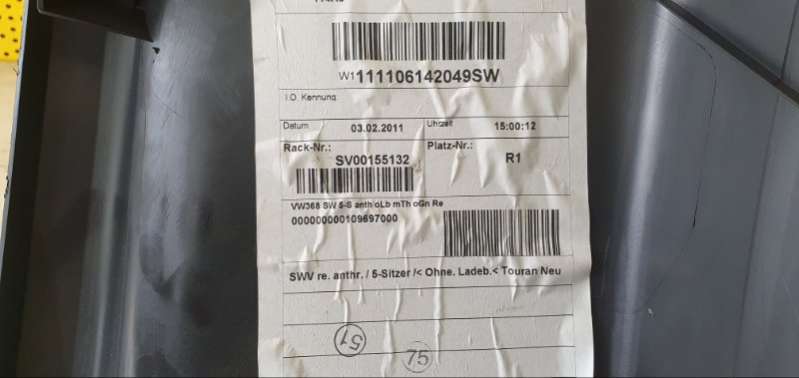 W1111106142049SW
I.D. Kennung:
Datum 03.02.2011 Uhrzeit 15:00:12
Rack-Nr.: SV00155132 Platz-Nr.: R1
VW368 SW 5-S anth oLb mTh oGn Re
000000000109697000
SWV re. anthr. / 5-Sitzer /< Ohne. Ladeb.< Touran Neu
51
75